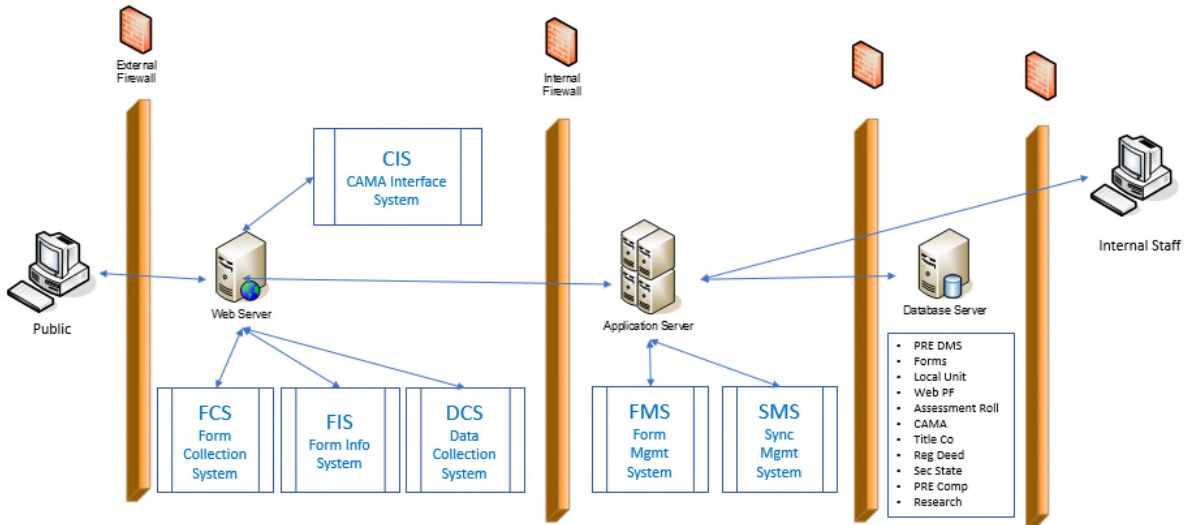 External
Firewall
Internal
Firewall
CIS
CAMA Interface
System
Public
Web Server
Application Server
Database Server
Internal Staff
FCS
Form
Collection
System
FIS
Form Info
System
DCS
Data
Collection
System
FMS
Form
Mgmt
System
SMS
Sync
Mgmt
System
• PRE DMS
• Forms
• Local Unit
• Web PF
• Assessment Roll
• CAMA
• Title Co
• Reg Deed
• Sec State
• PRE Comp
• Research